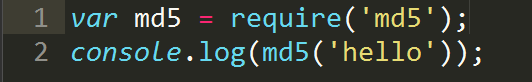 1 var md5 = require('md5');
2 console.log(md5('hello'));